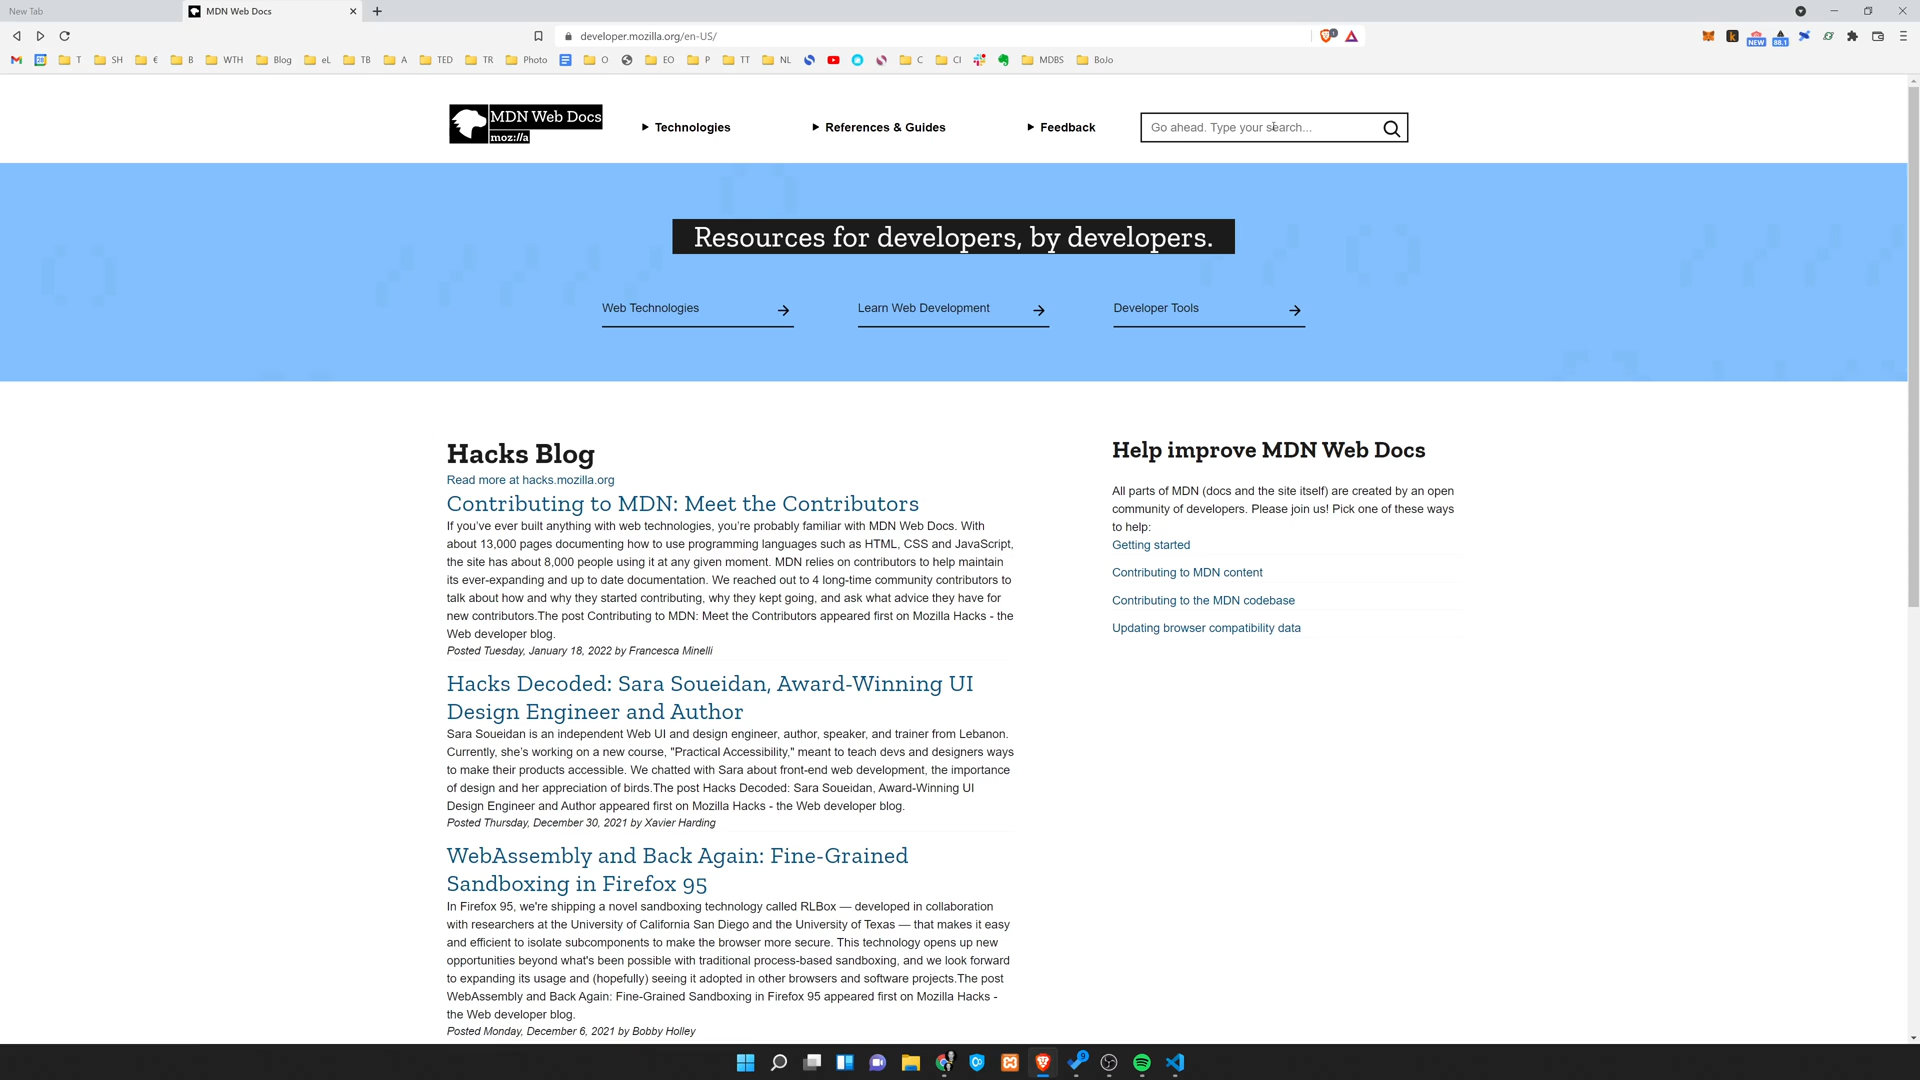 New Tab
MDN Web Docs
developer.mozilla.org/en-US/
1
NEW
88.1
T
SH
€
B
WTH
Blog
eL
TB
A
TED
TR
Photo
O
EO
P
TT
NL
C
CI
MDBS
BoJo
MDN Web Docs
moz://a
Technologies
References & Guides
Feedback
Go ahead. Type your search...
Resources for developers, by developers.
Web Technologies
Learn Web Development
Developer Tools
Hacks Blog
Read more at hacks.mozilla.org
Contributing to MDN: Meet the Contributors
If you've ever built anything with web technologies, you're probably familiar with MDN Web Docs. With
about 13,000 pages documenting how to use programming languages such as HTML, CSS and JavaScript,
the site has about 8,000 people using it at any given moment. MDN relies on contributors to help maintain
its ever-expanding and up to date documentation. We reached out to 4 long-time community contributors to
talk about how and why they started contributing, why they kept going, and ask what advice they have for
new contributors.The post Contributing to MDN: Meet the Contributors appeared first on Mozilla Hacks - the
Web developer blog.
Posted Tuesday, January 18, 2022 by Francesca Minelli
Hacks Decoded: Sara Soueidan, Award-Winning UI
Design Engineer and Author
Sara Soueidan is an independent Web UI and design engineer, author, speaker, and trainer from Lebanon.
Currently, she's working on a new course, "Practical Accessibility," meant to teach devs and designers ways
to make their products accessible. We chatted with Sara about front-end web development, the importance
of design and her appreciation of birds.The post Hacks Decoded: Sara Soueidan, Award-Winning UI
Design Engineer and Author appeared first on Mozilla Hacks - the Web developer blog.
Posted Thursday, December 30, 2021 by Xavier Harding
WebAssembly and Back Again: Fine-Grained
Sandboxing in Firefox 95
In Firefox 95, we're shipping a novel sandboxing technology called RLBox — developed in collaboration
with researchers at the University of California San Diego and the University of Texas — that makes it easy
and efficient to isolate subcomponents to make the browser more secure. This technology opens up new
opportunities beyond what's been possible with traditional process-based sandboxing, and we look forward
to expanding its usage and (hopefully) seeing it adopted in other browsers and software projects.The post
WebAssembly and Back Again: Fine-Grained Sandboxing in Firefox 95 appeared first on Mozilla Hacks -
the Web developer blog.
Posted Monday, December 6, 2021 by Bobby Holley
Help improve MDN Web Docs
All parts of MDN (docs and the site itself) are created by an open
community of developers. Please join us! Pick one of these ways
to help:
Getting started
Contributing to MDN content
Contributing to the MDN codebase
Updating browser compatibility data
9